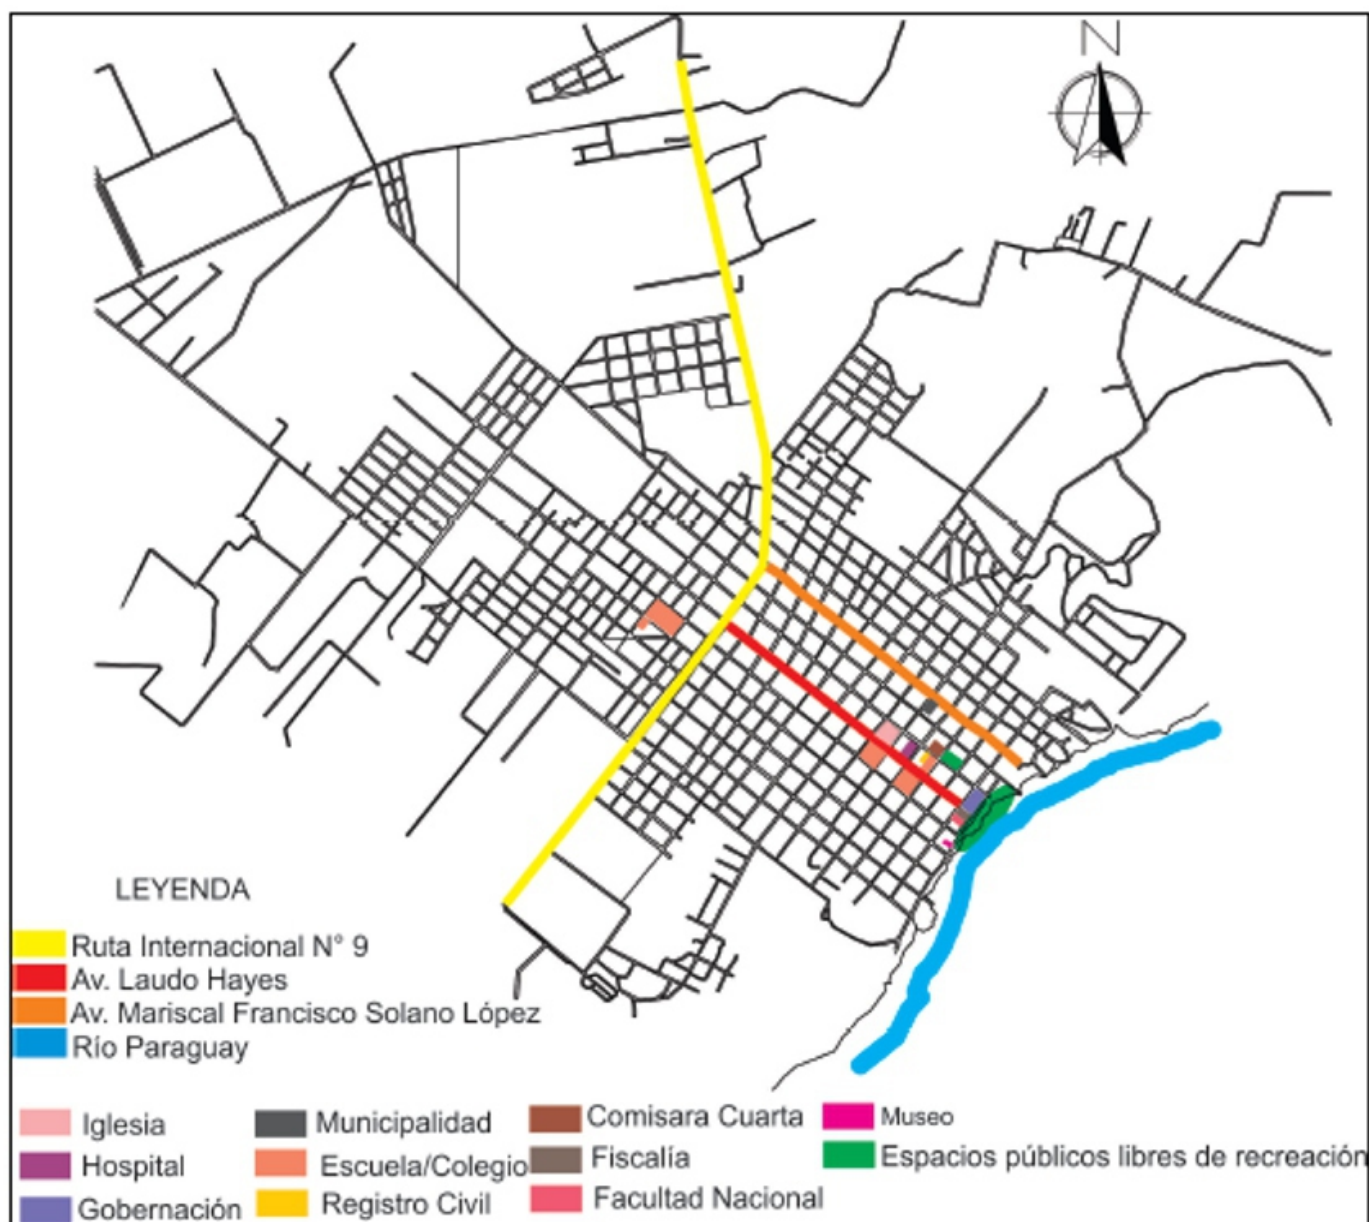 N
LEYENDA
Ruta Internacional N° 9
Av. Laudo Hayes
Av. Mariscal Francisco Solano López
Río Paraguay
Iglesia
Hospital
Gobernación
Municipalidad
Escuela/Colegio
Registro Civil
Comisara Cuarta
Fiscalía
Facultad Nacional
Museo
Espacios públicos libres de recreación